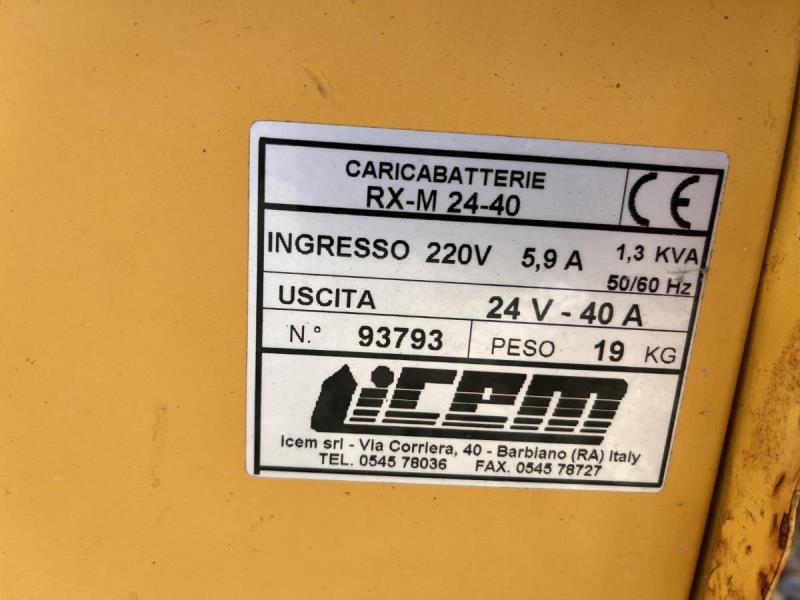 CARICABATTERIE
RX-M 24-40
CE
INGRESSO 220V 5,9 A 1,3 KVA
50/60 Hz
USCITA 24 V - 40 A
N.° 93793 PESO 19 KG
icem
Icem srl - Via Corriera, 40 - Barbiano (RA) Italy
TEL. 0545 78036 FAX. 0545 78727